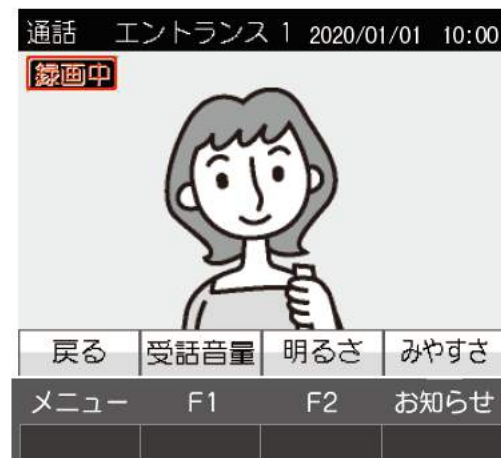 通話 エントランス 1 2020/01/01 10:00
録画中
戻る 受話音量 明るさ みやすさ
メニュー F1 F2 お知らせ